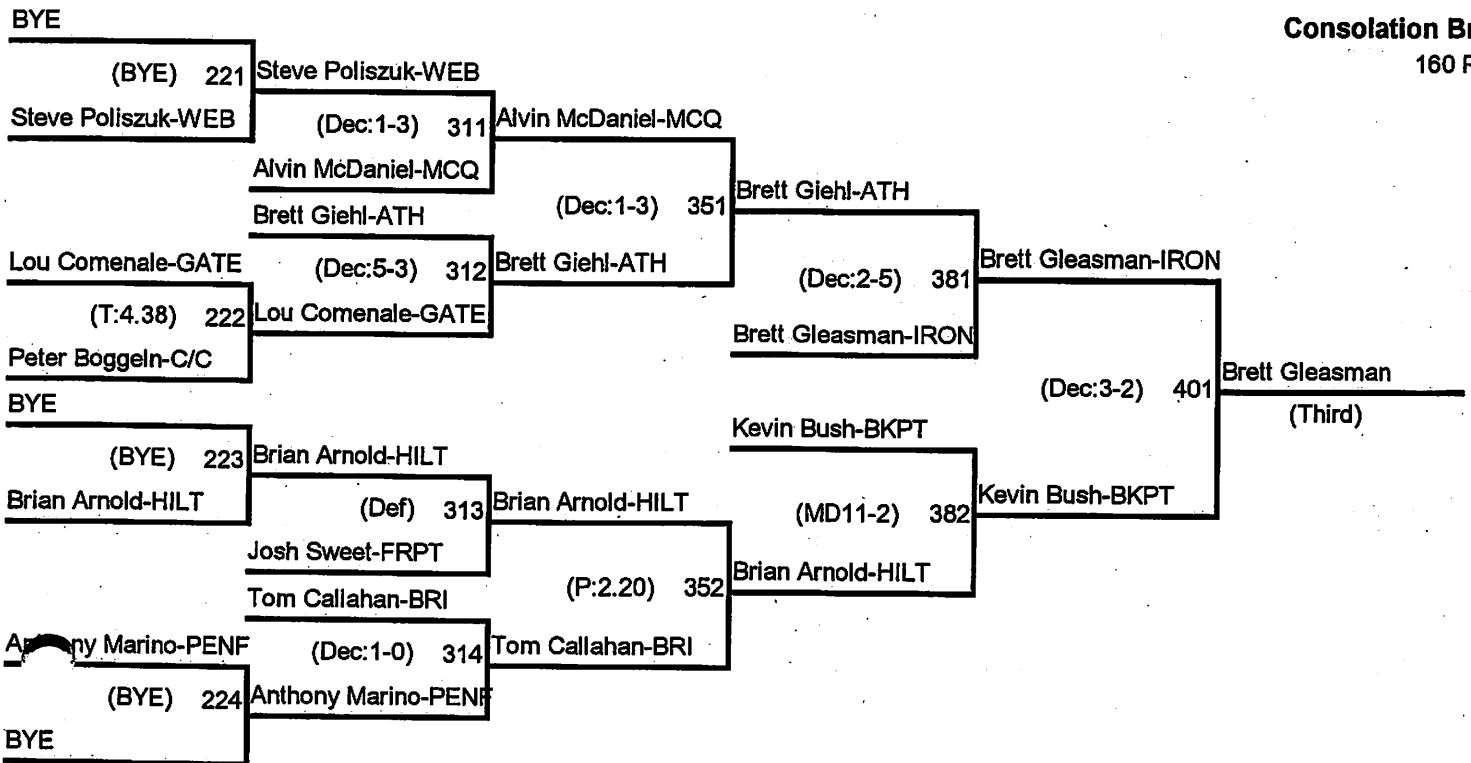 Consolation
160
BYE
(BYE) 221
Steve Poliszuk-WEB
Steve Poliszuk-WEB
(Dec:1-3) 311
Alvin McDaniel-MCQ
Alvin McDaniel-MCQ
(Dec:1-3) 351
Brett Giehl-ATH
(Dec:5-3) 312
Brett Giehl-ATH
Lou Comenale-GATE
(T:4.38) 222
Lou Comenale-GATE
Peter Boggeln-C/C
Brett Giehl-ATH
(Dec:2-5) 381
Brett Gleasman-IRON
Brett Gleasman-IRON
(Dec:3-2) 401
Brett Gleasman
(Third)
BYE
(BYE) 223
Brian Arnold-HILT
Brian Arnold-HILT
(Def) 313
Brian Arnold-HILT
Josh Sweet-FRPT
(P:2.20) 352
Tom Callahan-BRI
(Dec:1-0) 314
Tom Callahan-BRI
Marino-PENF
(BYE) 224
Anthony Marino-PENF
BYE
Kevin Bush-BKPT
(MD11-2) 382
Kevin Bush-BKPT
Brian Arnold-HILT